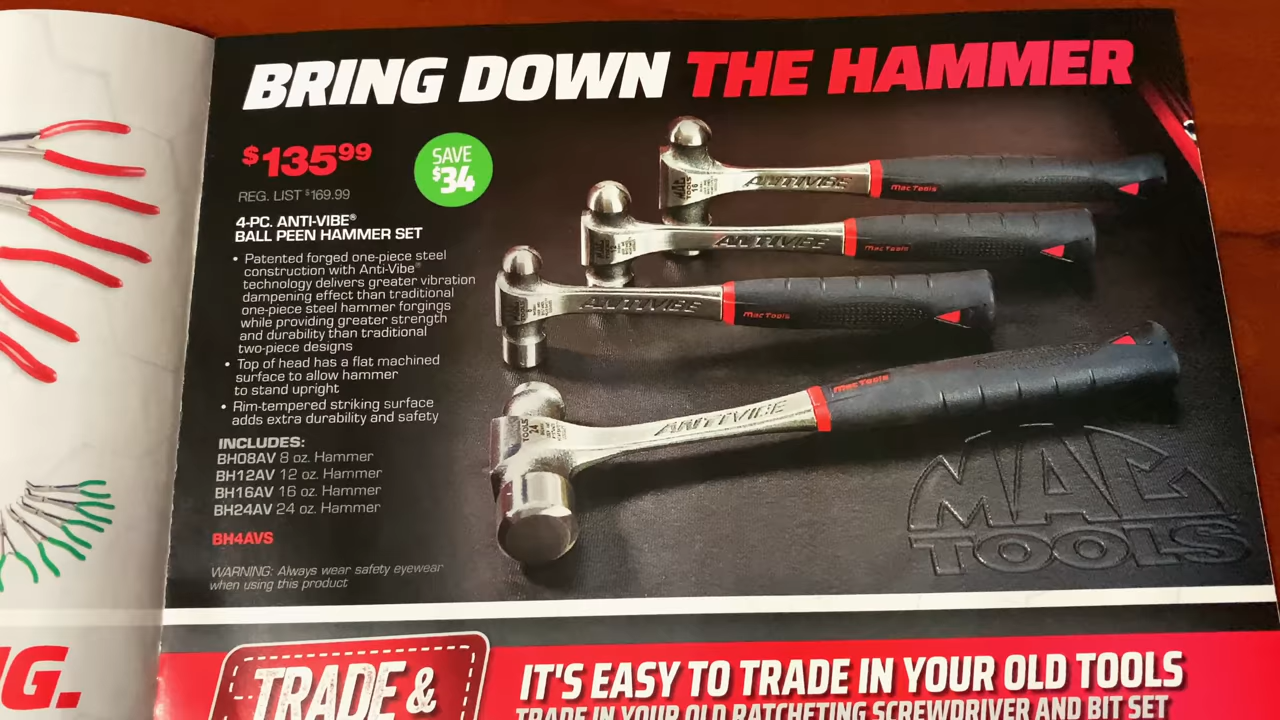 BRING DOWN THE HAMMER
$135⁹⁹
SAVE
$34
REG. LIST $169.99
4-PC. ANTI-VIBE®
BALL PEEN HAMMER SET
• Patented forged one-piece steel
construction with Anti-Vibe®
technology delivers greater vibration
dampening effect than traditional
one-piece steel hammer forgings
while providing greater strength
and durability than traditional
two-piece designs
• Top of head has a flat machined
surface to allow hammer
to stand upright
• Rim-tempered striking surface
adds extra durability and safety
INCLUDES:
BH08AV 8 oz. Hammer
BH12AV 12 oz. Hammer
BH16AV 16 oz. Hammer
BH24AV 24 oz. Hammer
BH4AVS
WARNING: Always wear safety eyewear
when using this product
MAC
TOOLS
16
ANTIVIBE
Mac Tools
ANTIVIBE
Mac Tools
ANTIVIBE
Mac Tools
TOOLS
24
ANTIVIBE
Mac Tools
MAC
TOOLS
G.
TRADE &
IT'S EASY TO TRADE IN YOUR OLD TOOLS
TRADE IN YOUR OLD RATCHETING SCREWDRIVER AND BIT SET